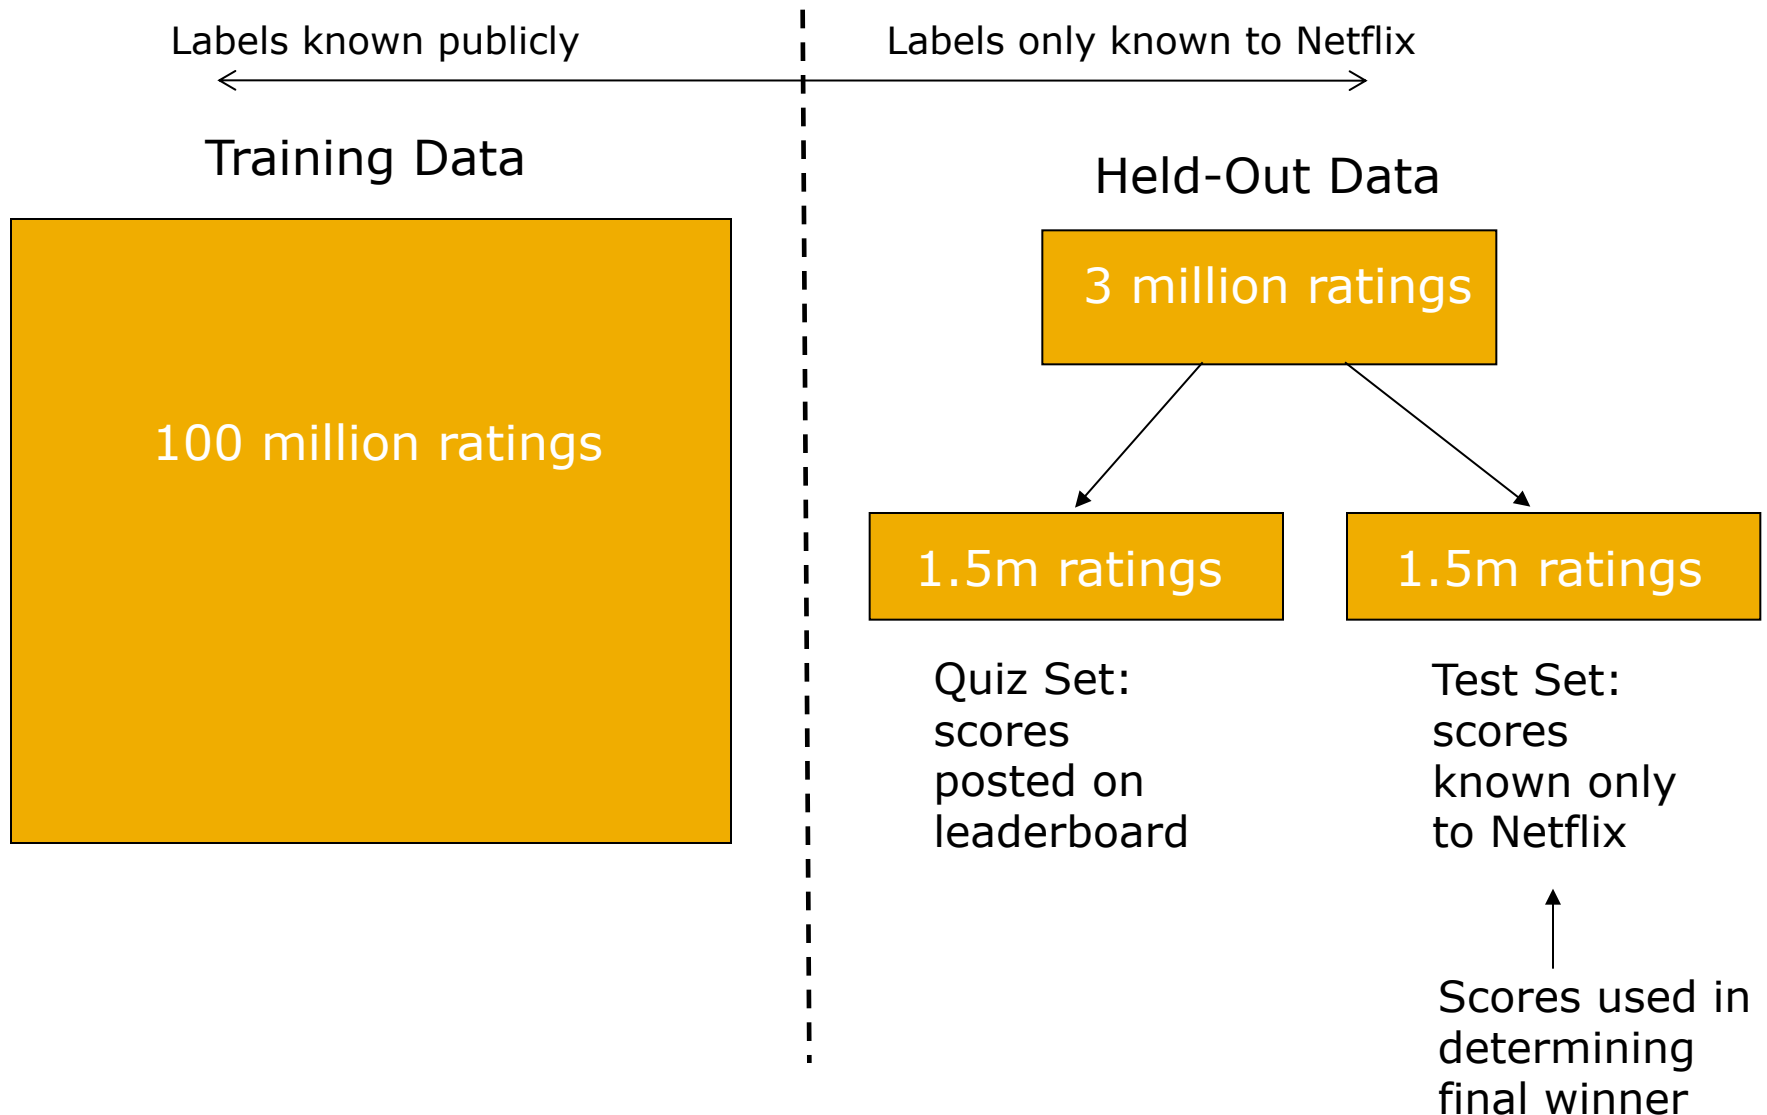 Labels known publicly
Labels only known to Netflix
Training Data
Held-Out Data
100 million ratings
3 million ratings
1.5m ratings
1.5m ratings
Quiz Set:
scores
posted on
leaderboard
Test Set:
scores
known only
to Netflix
Scores used in
determining
final winner